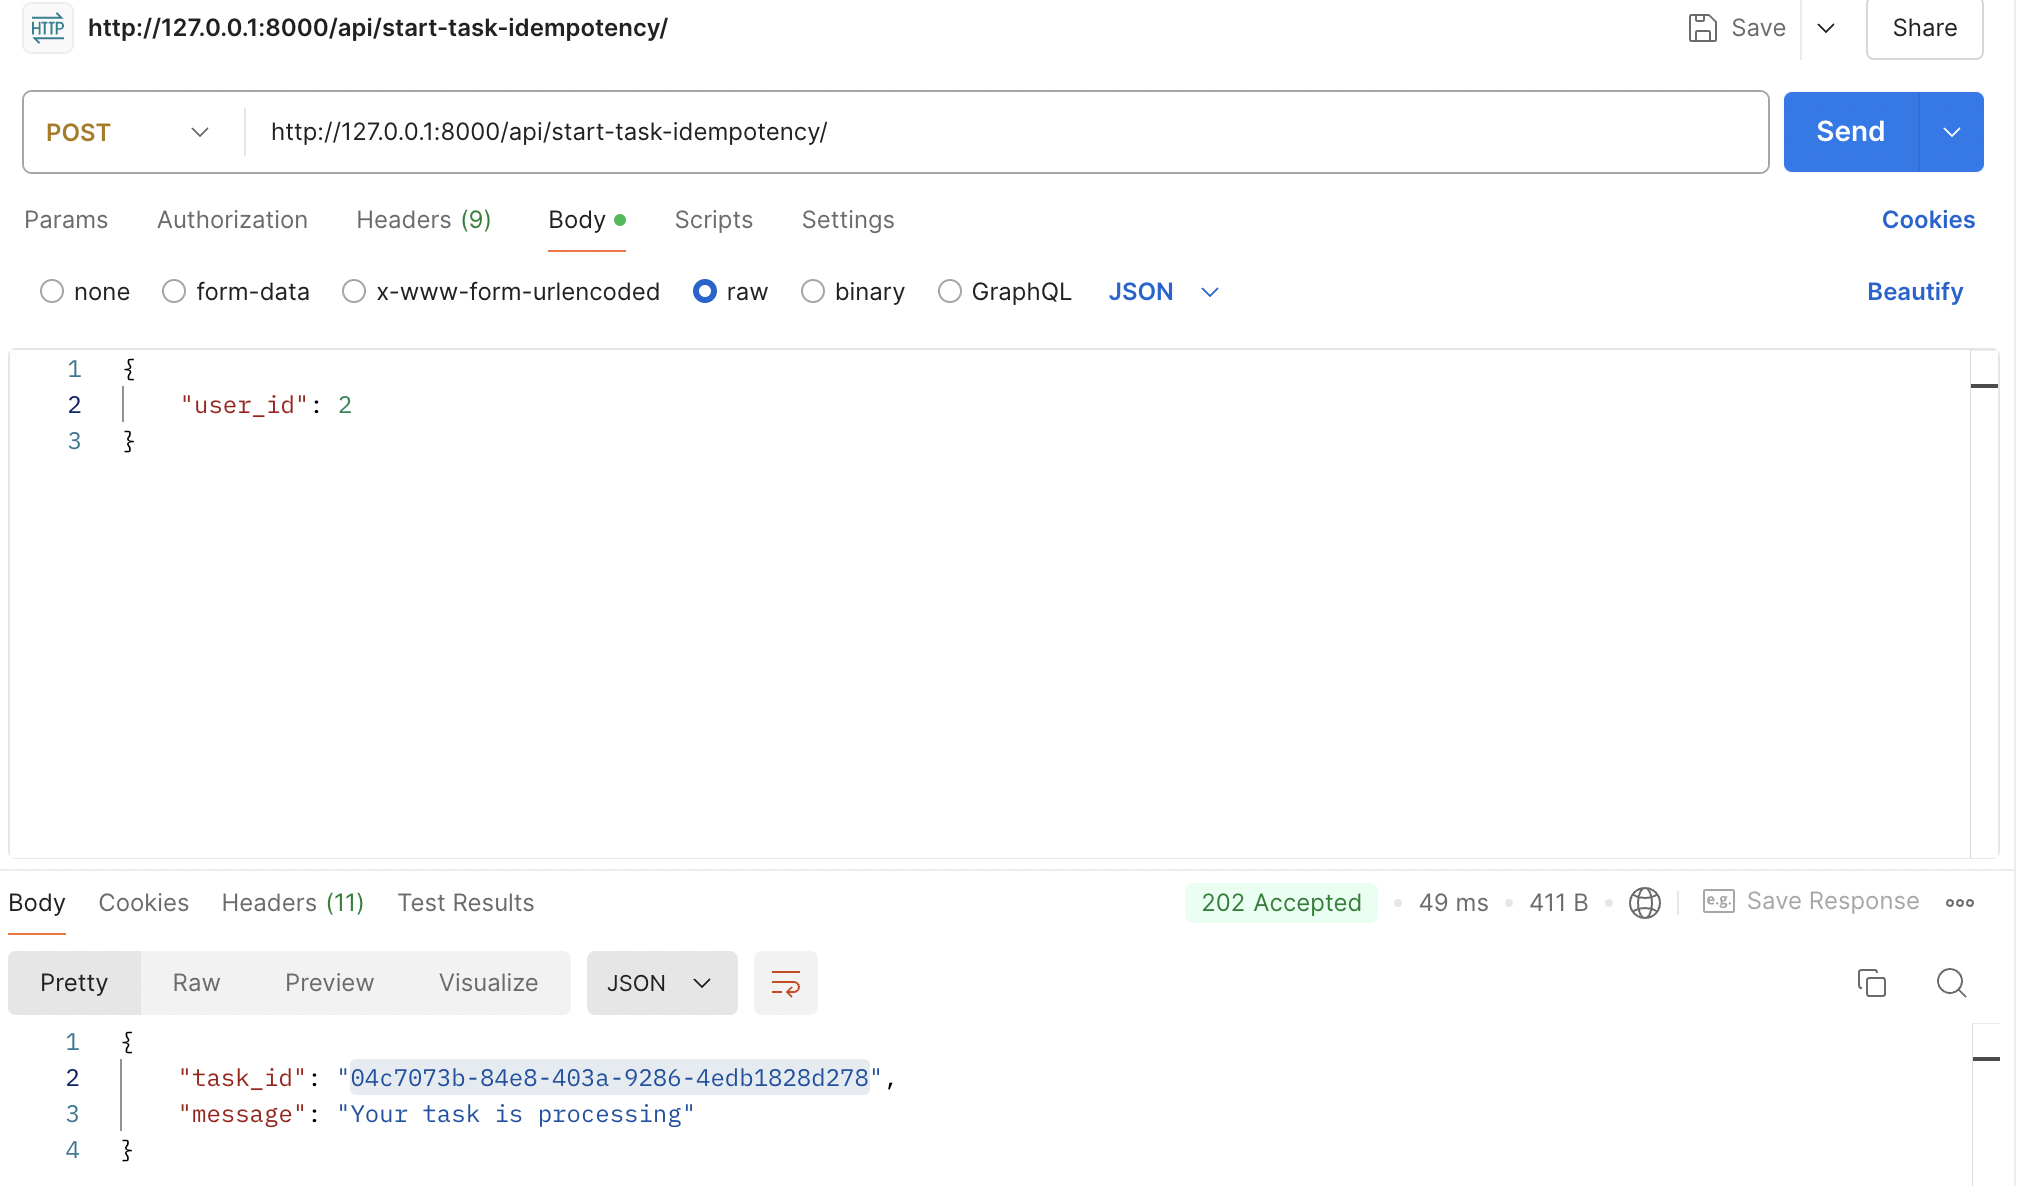 HTTP http://127.0.0.1:8000/api/start-task-idempotency/ Save Share
POST http://127.0.0.1:8000/api/start-task-idempotency/ Send
Params Authorization Headers (9) Body Scripts Settings Cookies
none form-data x-www-form-urlencoded raw binary GraphQL JSON Beautify
1 {
2 "user_id": 2
3 }
Body Cookies Headers (11) Test Results 202 Accepted • 49 ms • 411 B • e.g. Save Response
Pretty Raw Preview Visualize JSON
1 {
2 "task_id": "04c7073b-84e8-403a-9286-4edb1828d278",
3 "message": "Your task is processing"
4 }